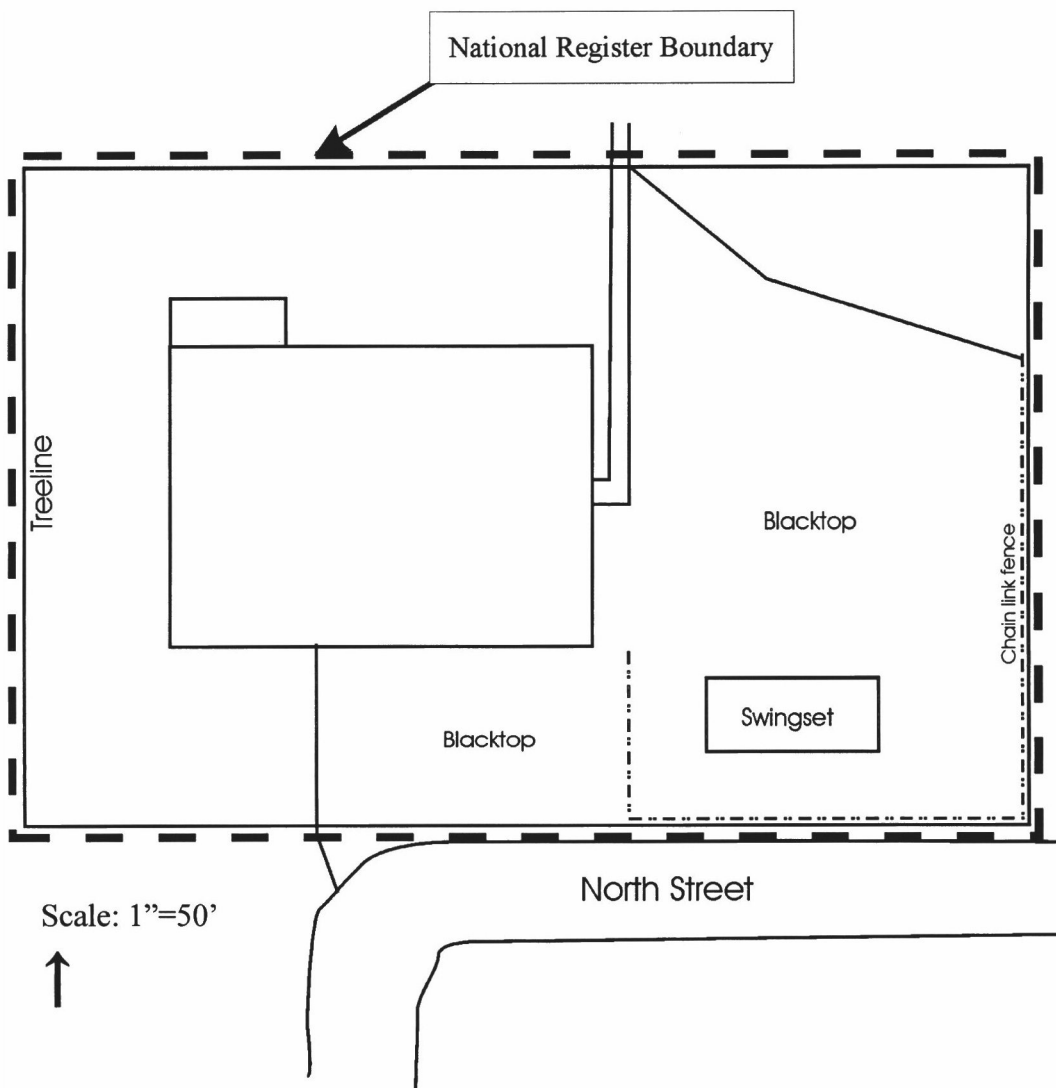 National Register Boundary
Treeline
Blacktop
Chain link fence
Swingset
Blacktop
North Street
Scale: 1”=50’